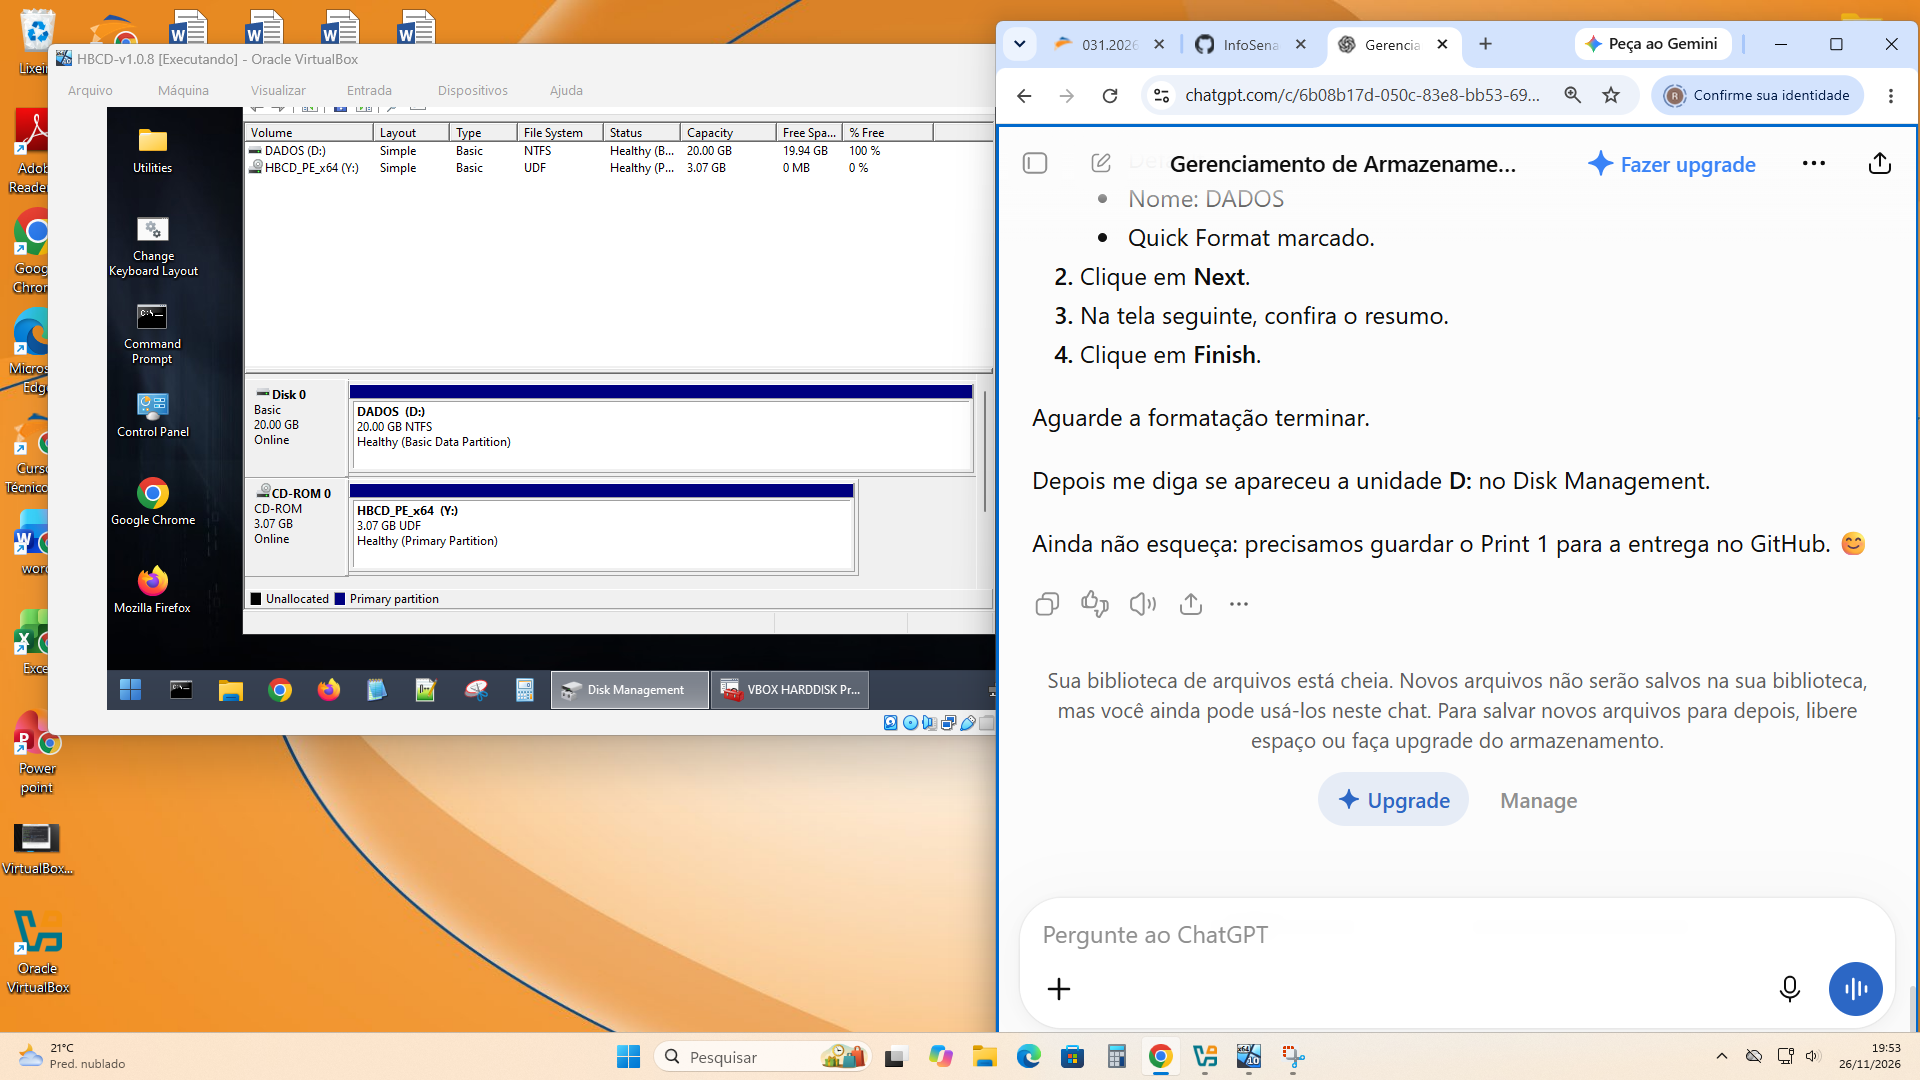 Lixeira
Adobe
Reader
Google
Chrome
Microsoft
Edge
Curso
Técnico
word
Excel
Power
point
VirtualBox...
Oracle
VirtualBox
HBCD-v1.0.8 [Executando] - Oracle VirtualBox
Arquivo Máquina Visualizar Entrada Dispositivos Ajuda
Utilities
Change
Keyboard Layout
Command
Prompt
Control Panel
Google Chrome
Mozilla Firefox
Volume Layout Type File System Status Capacity Free Spa... % Free
DADOS (D:) Simple Basic NTFS Healthy (B... 20.00 GB 19.94 GB 100 %
HBCD_PE_x64 (Y:) Simple Basic UDF Healthy (P... 3.07 GB 0 MB 0 %
Disk 0
Basic
20.00 GB
Online
DADOS (D:)
20.00 GB NTFS
Healthy (Basic Data Partition)
CD-ROM 0
CD-ROM
3.07 GB
Online
HBCD_PE_x64 (Y:)
3.07 GB UDF
Healthy (Primary Partition)
Unallocated Primary partition
Disk Management
VBOX HARDDISK Pr...
031.2026
InfoSena
Gerencia
Peça ao Gemini
chatgpt.com/c/6b08b17d-050c-83e8-bb53-69...
Confirme sua identidade
Gerenciamento de Armazename...
Fazer upgrade
• Nome: DADOS
• Quick Format marcado.
2. Clique em Next.
3. Na tela seguinte, confira o resumo.
4. Clique em Finish.
Aguarde a formatação terminar.
Depois me diga se apareceu a unidade D: no Disk Management.
Ainda não esqueça: precisamos guardar o Print 1 para a entrega no GitHub. 😊
Sua biblioteca de arquivos está cheia. Novos arquivos não serão salvos na sua biblioteca,
mas você ainda pode usá-los neste chat. Para salvar novos arquivos para depois, libere
espaço ou faça upgrade do armazenamento.
Upgrade
Manage
Pergunte ao ChatGPT
21°C
Pred. nublado
Pesquisar
19:53
26/11/2026